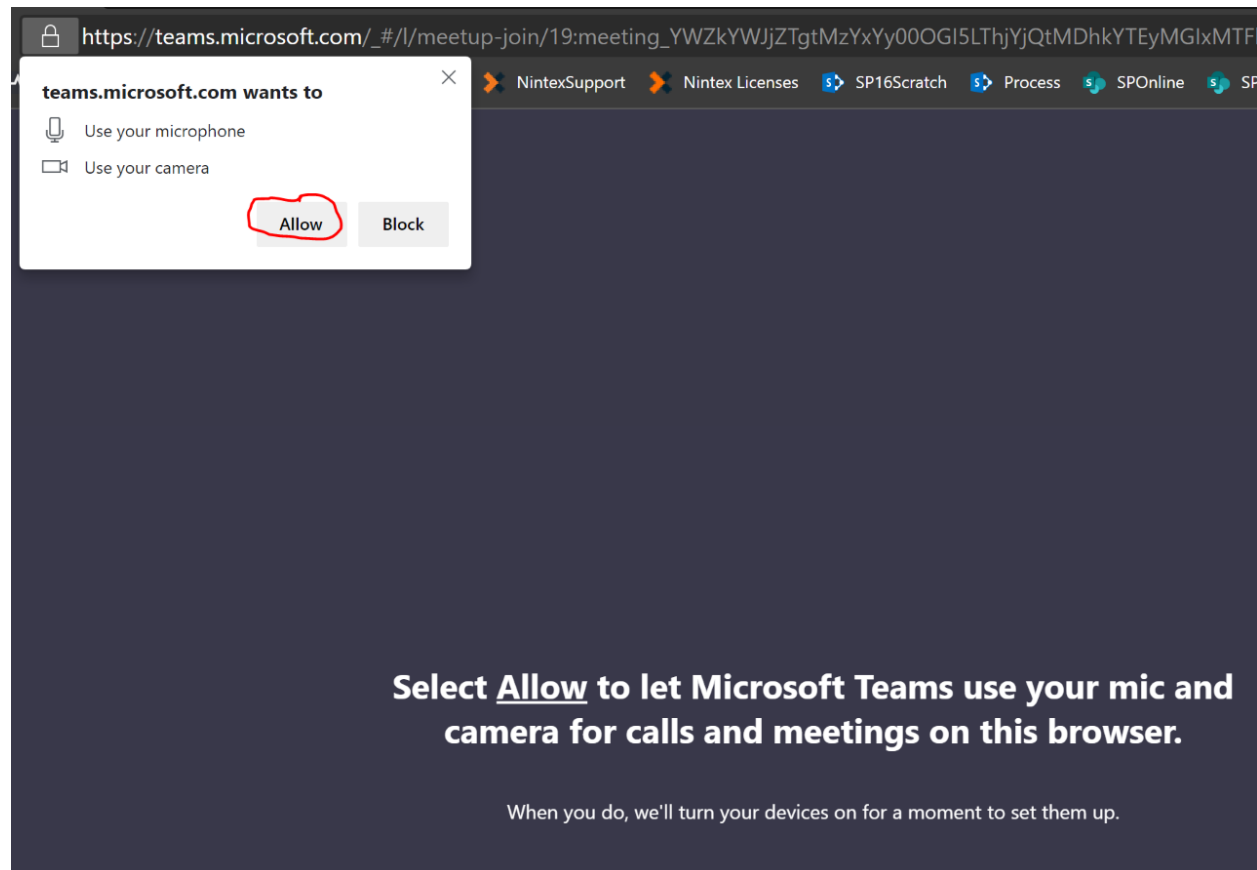 https://teams.microsoft.com/_#/l/meetup-join/19:meeting_YWZkYWJjZTgtMzYxYy00OGI5LThjYjQtMDhkYTEyMGIxMTF
NintexSupport Nintex Licenses SP16Scratch Process SPOnline SP
teams.microsoft.com wants to
Use your microphone
Use your camera
Allow Block
Select Allow to let Microsoft Teams use your mic and
camera for calls and meetings on this browser.
When you do, we'll turn your devices on for a moment to set them up.